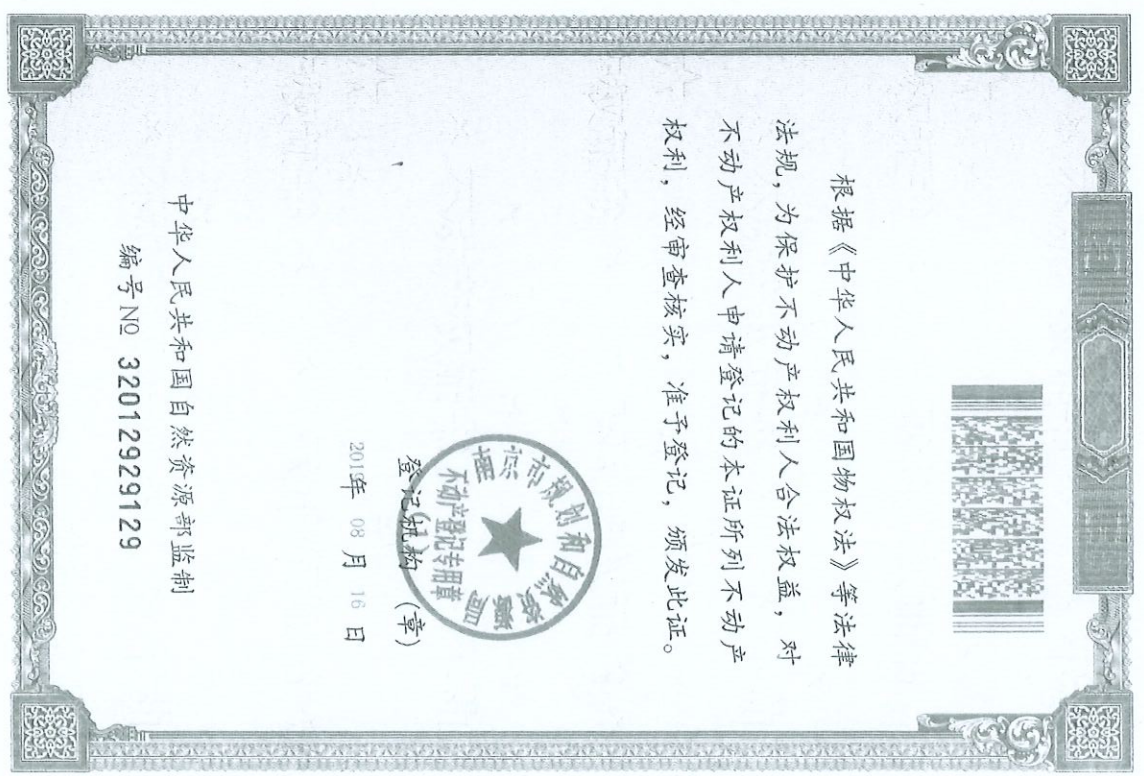 根据《中华人民共和国物权法》等法律
法规，为保护不动产权利人合法权益，对
不动产权利人申请登记的本证所列不动产
权利，经审查核实，准予登记，颁发此证。
南京市规划和自然资源局
不动产登记专用章
登记机构（章）
2019年 08 月 16 日
中华人民共和国自然资源部监制
编号№ 32012929129